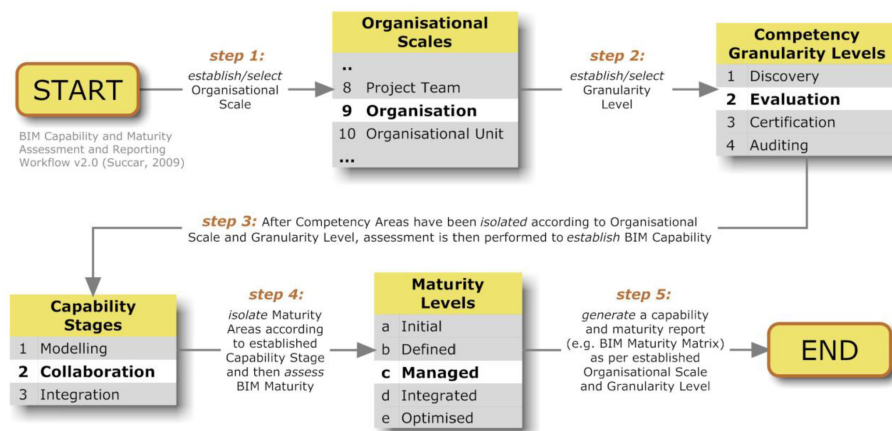 START
BIM Capability and Maturity
Assessment and Reporting
Workflow v2.0 (Succar, 2009)
step 1:
establish/select
Organisational
Scale
Organisational
Scales
..
8 Project Team
9 Organisation
10 Organisational Unit
...
step 2:
establish/select
Granularity
Level
Competency
Granularity Levels
1 Discovery
2 Evaluation
3 Certification
4 Auditing
step 3: After Competency Areas have been isolated according to Organisational
Scale and Granularity Level, assessment is then performed to establish BIM Capability
Capability
Stages
1 Modelling
2 Collaboration
3 Integration
step 4:
isolate Maturity
Areas according
to established
Capability Stage
and then assess
BIM Maturity
Maturity
Levels
a Initial
b Defined
c Managed
d Integrated
e Optimised
step 5:
generate a capability
and maturity report
(e.g. BIM Maturity Matrix)
as per established
Organisational Scale
and Granularity Level
END